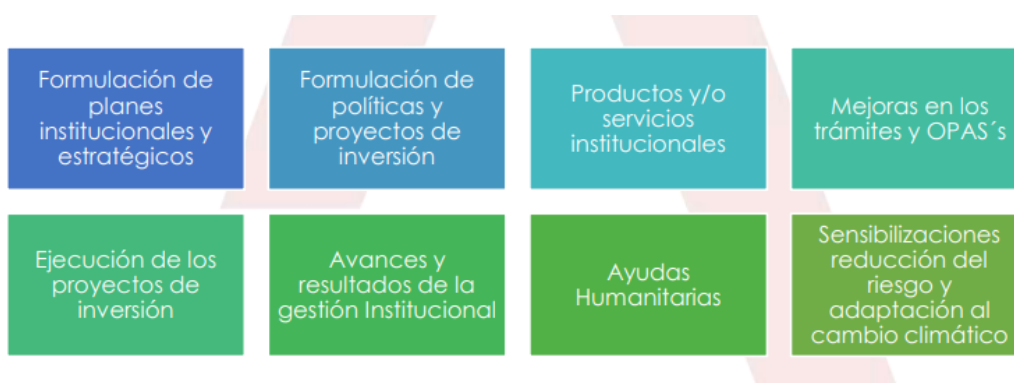 Formulación de
planes
institucionales y
estratégicos
Formulación de
políticas y
proyectos de
inversión
Productos y/o
servicios
institucionales
Mejoras en los
trámites y OPAS´s
Ejecución de los
proyectos de
inversión
Avances y
resultados de la
gestión Institucional
Ayudas
Humanitarias
Sensibilizaciones
reducción del
riesgo y
adaptación al
cambio climático